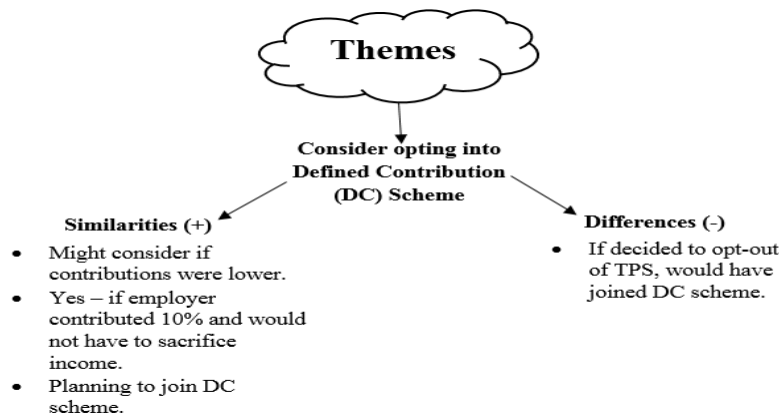 Themes
Consider opting into
Defined Contribution
(DC) Scheme
Similarities (+)
• Might consider if
contributions were lower.
• Yes – if employer
contributed 10% and would
not have to sacrifice
income.
• Planning to join DC
scheme.
Differences (-)
• If decided to opt-out
of TPS, would have
joined DC scheme.